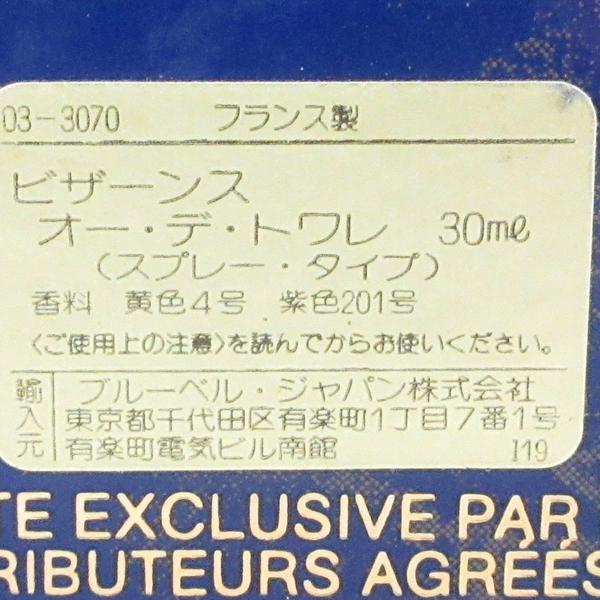 03-3070 フランス製
ビザーンス
オー・デ・トワレ 30ml
(スプレー・タイプ)
香料 黄色4号 紫色201号
〈ご使用上の注意〉を読んでからお使いください。
輸入元 ブルーベル・ジャパン株式会社
東京都千代田区有楽町1丁目7番1号
有楽町電気ビル南館 I19
TE EXCLUSIVE PAR
RIBUTEURS AGRÉÉS